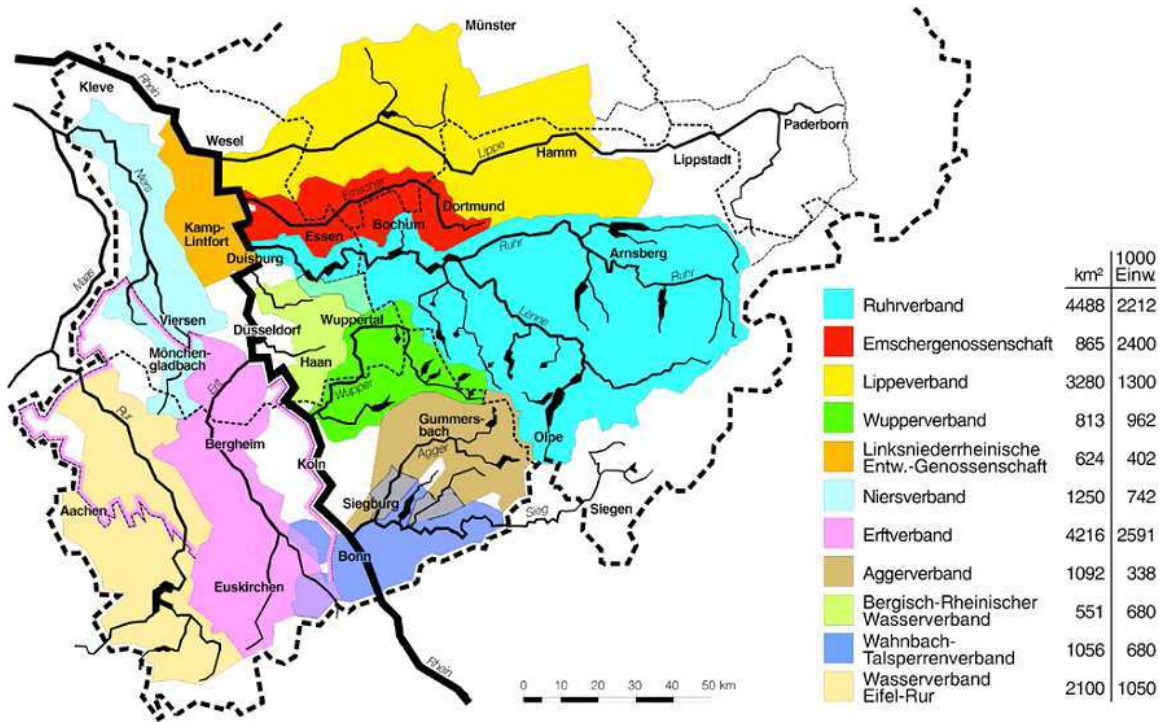 Münster
Kleve
Rhein
Wesel
Paderborn
Lippe
Hamm
Lippstadt
Niers
Emscher
Dortmund
Kamp-
Lintfort
Essen
Bochum
Duisburg
Ruhr
Arnsberg
Ruhr
Maas
Viersen
Düsseldorf
Wuppertal
Lenne
Mönchen-
gladbach
Haan
Erft
Wupper
Rur
Gummers-
bach
Olpe
Bergheim
Köln
Agger
Aachen
Siegburg
Sieg
Siegen
Bonn
Euskirchen
Rhein
0 10 20 30 40 50 km
km² 1000 Einw.
Ruhrverband 4488 2212
Emschergenossenschaft 865 2400
Lippeverband 3280 1300
Wupperverband 813 962
Linksniederrheinische
Entw.-Genossenschaft 624 402
Niersverband 1250 742
Erftverband 4216 2591
Aggerverband 1092 338
Bergisch-Rheinischer
Wasserverband 551 680
Wahnbach-
Talsperrenverband 1056 680
Wasserverband
Eifel-Rur 2100 1050